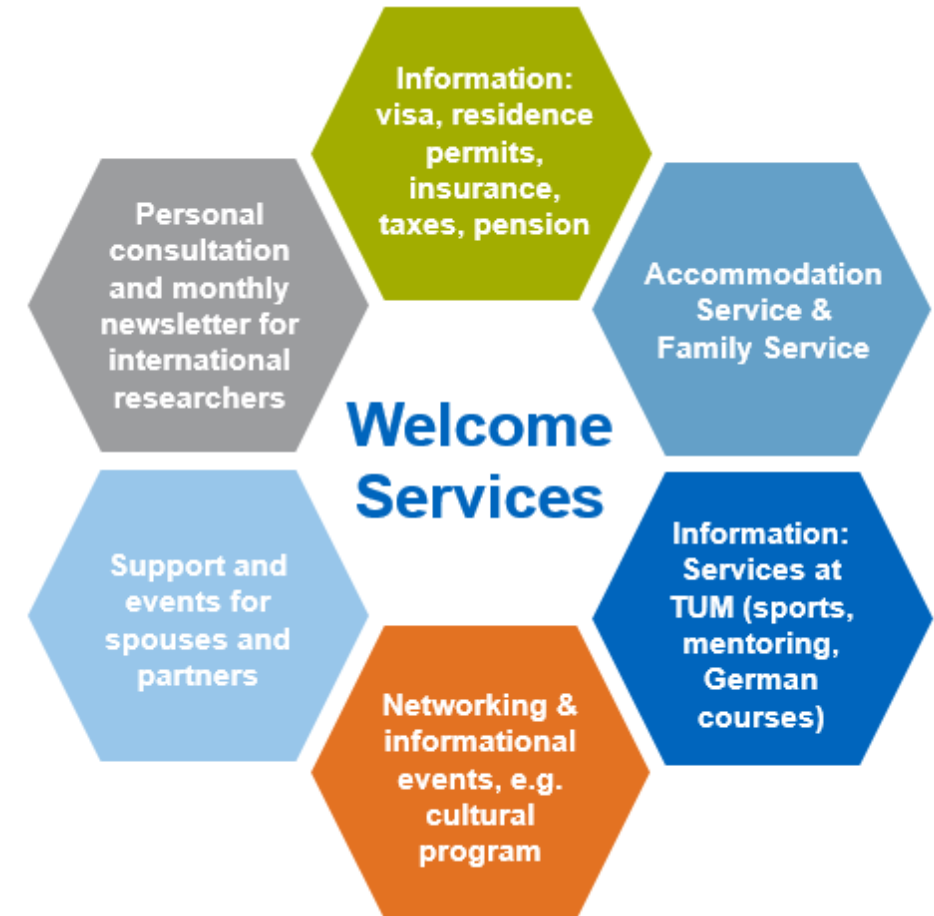 Information:
visa, residence
permits,
insurance,
taxes, pension
Accommodation
Service &
Family Service
Information:
Services at
TUM (sports,
mentoring,
German
courses)
Networking &
informational
events, e.g.
cultural
program
Support and
events for
spouses and
partners
Personal
consultation
and monthly
newsletter for
international
researchers
Welcome
Services